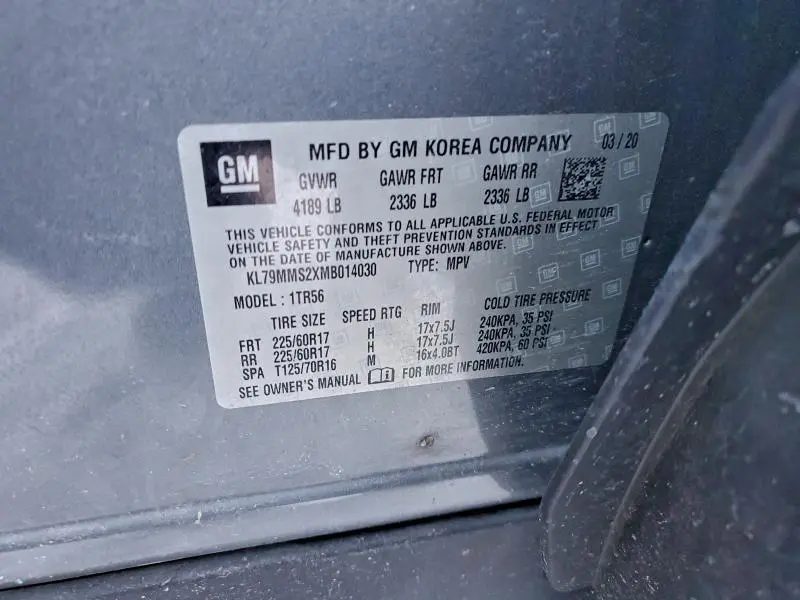 GM
MFD BY GM KOREA COMPANY 03 / 20
GVWR GAWR FRT GAWR RR
4189 LB 2336 LB 2336 LB
THIS VEHICLE CONFORMS TO ALL APPLICABLE U.S. FEDERAL MOTOR
VEHICLE SAFETY AND THEFT PREVENTION STANDARDS IN EFFECT
ON THE DATE OF MANUFACTURE SHOWN ABOVE.
KL79MMS2XMB014030 TYPE: MPV
MODEL : 1TR56
TIRE SIZE SPEED RTG RIM COLD TIRE PRESSURE
FRT 225/60R17 H 17x7.5J 240KPA, 35 PSI
RR 225/60R17 H 17x7.5J 240KPA, 35 PSI
SPA T125/70R16 M 16x4.0BT 420KPA, 60 PSI
SEE OWNER'S MANUAL FOR MORE INFORMATION.